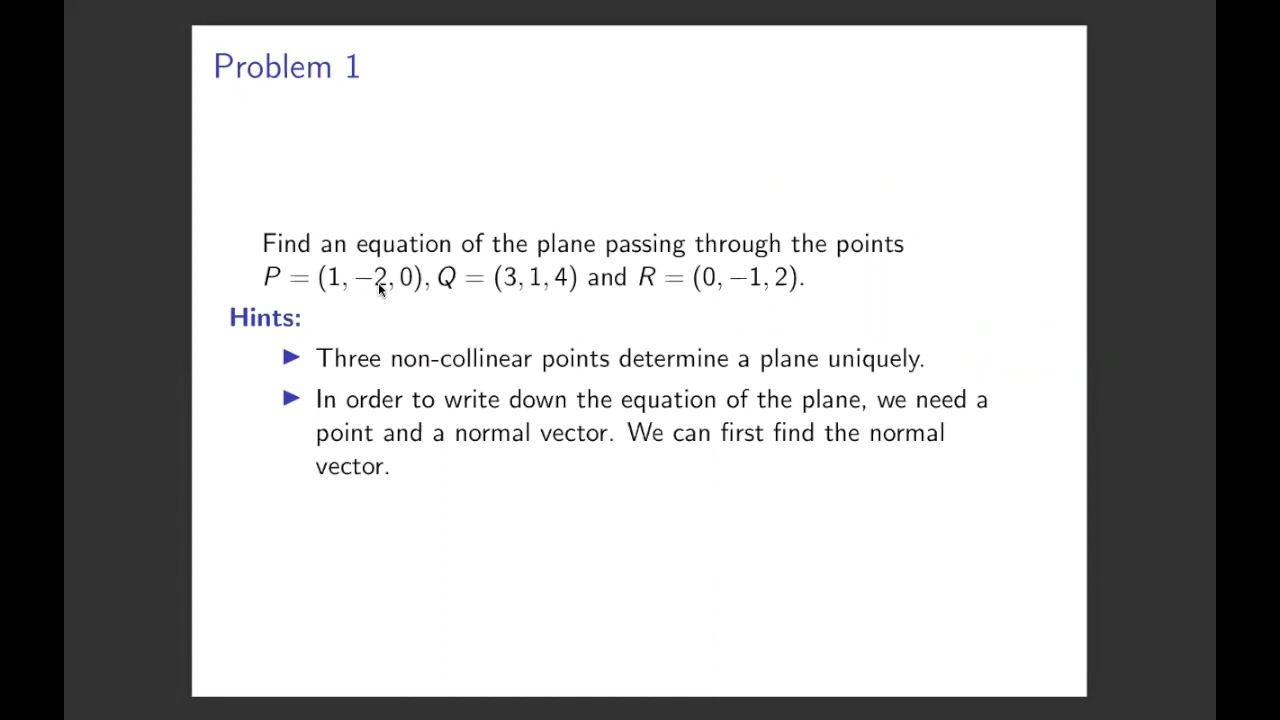 Problem 1
Find an equation of the plane passing through the points
P = (1, −2, 0), Q = (3, 1, 4) and R = (0, −1, 2).
Hints:
▶ Three non-collinear points determine a plane uniquely.
▶ In order to write down the equation of the plane, we need a
point and a normal vector. We can first find the normal
vector.